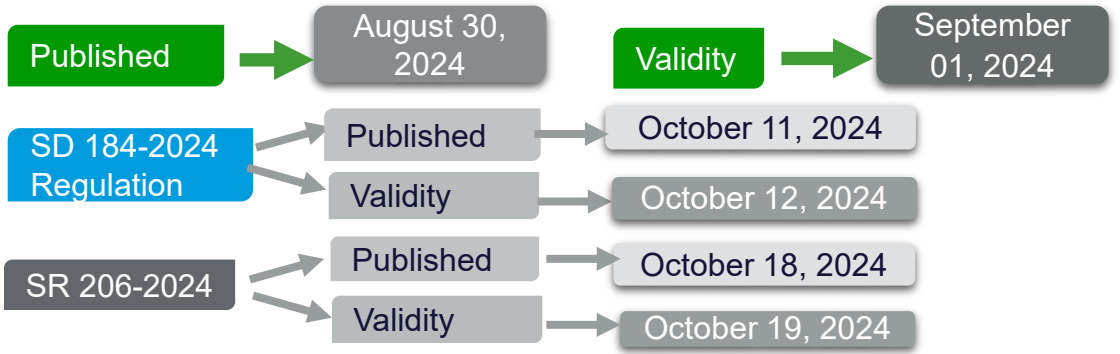 Published
August 30,
2024
Validity
September
01, 2024
SD 184-2024
Regulation
Published
October 11, 2024
Validity
October 12, 2024
SR 206-2024
Published
October 18, 2024
Validity
October 19, 2024